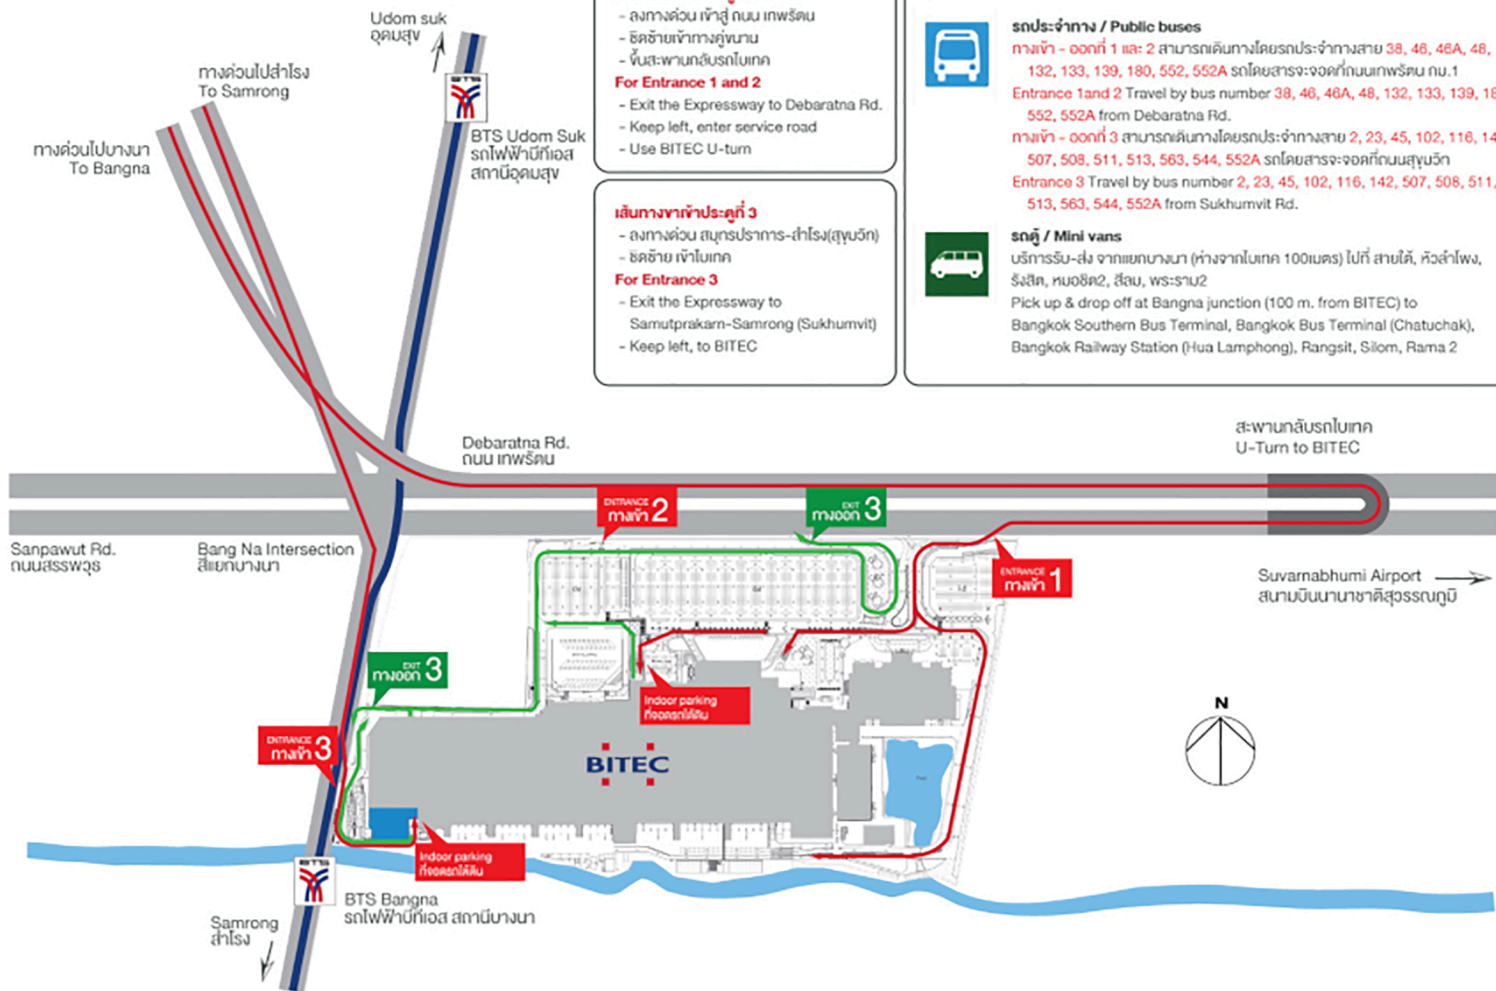 Udom suk
อุดมสุข
ทางด่วนไปสำโรง
To Samrong
ทางด่วนไปบางนา
To Bangna
BTS
BTS Udom Suk
รถไฟฟ้าบีทีเอส
สถานีอุดมสุข
- ลงทางด่วน เข้าสู่ ถนน เทพรัตน
- ชิดซ้ายเข้าทางคู่ขนาน
- ขึ้นสะพานกลับรถไบเทค
For Entrance 1 and 2
- Exit the Expressway to Debaratna Rd.
- Keep left, enter service road
- Use BITEC U-turn
เส้นทางขาเข้าประตูที่ 3
- ลงทางด่วน สมุทรปราการ-สำโรง(สุขุมวิท)
- ชิดซ้าย เข้าไบเทค
For Entrance 3
- Exit the Expressway to
Samutprakarn-Samrong (Sukhumvit)
- Keep left, to BITEC
รถประจำทาง / Public buses
ทางเข้า - ออกที่ 1 และ 2 สามารถเดินทางโดยรถประจำทางสาย 38, 46, 46A, 48,
132, 133, 139, 180, 552, 552A รถโดยสารจะจอดที่ถนนเทพรัตน กม.1
Entrance 1and 2 Travel by bus number 38, 46, 46A, 48, 132, 133, 139, 18
552, 552A from Debaratna Rd.
ทางเข้า - ออกที่ 3 สามารถเดินทางโดยรถประจำทางสาย 2, 23, 45, 102, 116, 14
507, 508, 511, 513, 563, 544, 552A รถโดยสารจะจอดที่ถนนสุขุมวิท
Entrance 3 Travel by bus number 2, 23, 45, 102, 116, 142, 507, 508, 511,
513, 563, 544, 552A from Sukhumvit Rd.
รถตู้ / Mini vans
บริการรับ-ส่ง จากแยกบางนา (ห่างจากไบเทค 100เมตร) ไปที่ สายใต้, หัวลำโพง,
รังสิต, หมอชิต2, สีลม, พระราม2
Pick up & drop off at Bangna junction (100 m. from BITEC) to
Bangkok Southern Bus Terminal, Bangkok Bus Terminal (Chatuchak),
Bangkok Railway Station (Hua Lamphong), Rangsit, Silom, Rama 2
Debaratna Rd.
ถนน เทพรัตน
สะพานกลับรถไบเทค
U-Turn to BITEC
ENTRANCE
ทางเข้า 2
EXIT
ทางออก 3
Sanpawut Rd.
ถนนสรรพาวุธ
Bang Na Intersection
สี่แยกบางนา
ENTRANCE
ทางเข้า 1
Suvarnabhumi Airport
สนามบินนานาชาติสุวรรณภูมิ
EXIT
ทางออก 3
Indoor parking
ที่จอดรถใต้ดิน
N
ENTRANCE
ทางเข้า 3
BITEC
Indoor parking
ที่จอดรถใต้ดิน
BTS
BTS Bangna
รถไฟฟ้าบีทีเอส สถานีบางนา
Samrong
สำโรง